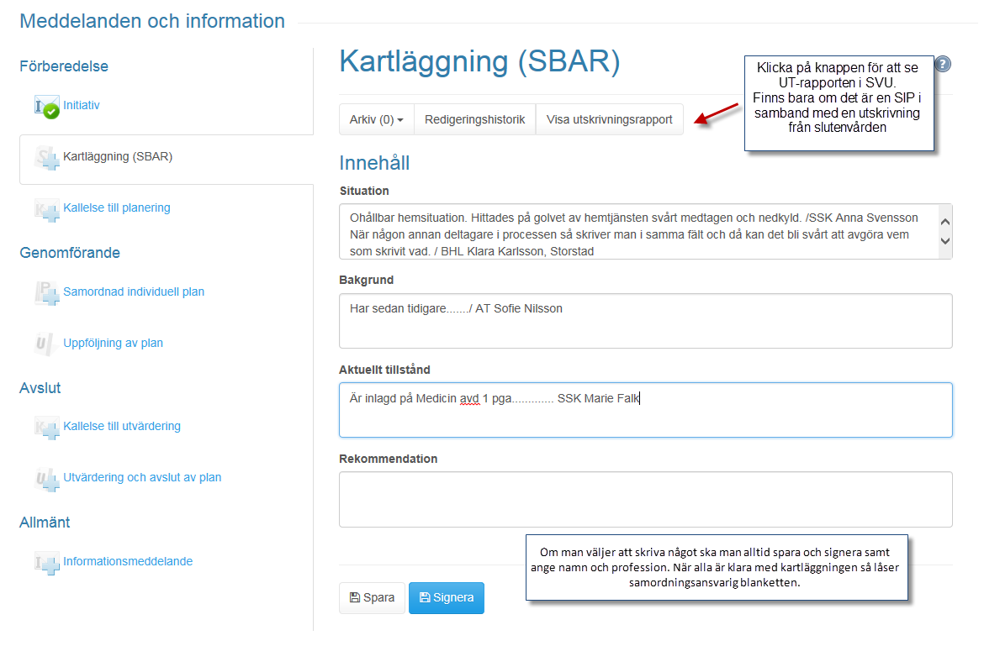 Meddelanden och information
Förberedelse
Initiativ
Kartläggning (SBAR)
Kallelse till planering
Genomförande
Samordnad individuell plan
Uppföljning av plan
Avslut
Kallelse till utvärdering
Utvärdering och avslut av plan
Allmänt
Informationsmeddelande
Kartläggning (SBAR)
Klicka på knappen för att se
UT-rapporten i SVU.
Finns bara om det är en SIP i
samband med en utskrivning
från slutenvården
?
Arkiv (0)
Redigeringshistorik
Visa utskrivningsrapport
Innehåll
Situation
Ohållbar hemsituation. Hittades på golvet av hemtjänsten svårt medtagen och nedkyld. /SSK Anna Svensson
När någon annan deltagare i processen så skriver man i samma fält och då kan det bli svårt att avgöra vem
som skrivit vad. / BHL Klara Karlsson, Storstad
Bakgrund
Har sedan tidigare......./ AT Sofie Nilsson
Aktuellt tillstånd
Är inlagd på Medicin avd 1 pga............. SSK Marie Falk
Rekommendation
Om man väljer att skriva något ska man alltid spara och signera samt
ange namn och profession. När alla är klara med kartläggningen så låser
samordningsansvarig blanketten.
Spara
Signera